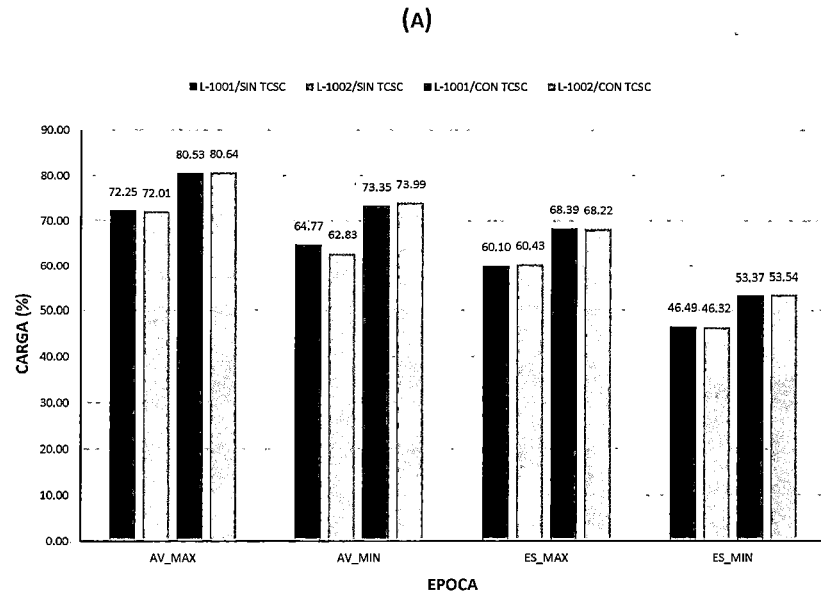 (A)
L-1001/SIN TCSC L-1002/SIN TCSC L-1001/CON TCSC L-1002/CON TCSC
90.00
80.00
70.00
60.00
50.00
40.00
30.00
20.00
10.00
0.00
CARGA (%)
72.25 72.01 80.53 80.64
64.77 62.83 73.35 73.99
60.10 60.43 68.39 68.22
46.49 46.32 53.37 53.54
AV_MAX AV_MIN ES_MAX ES_MIN
EPOCA